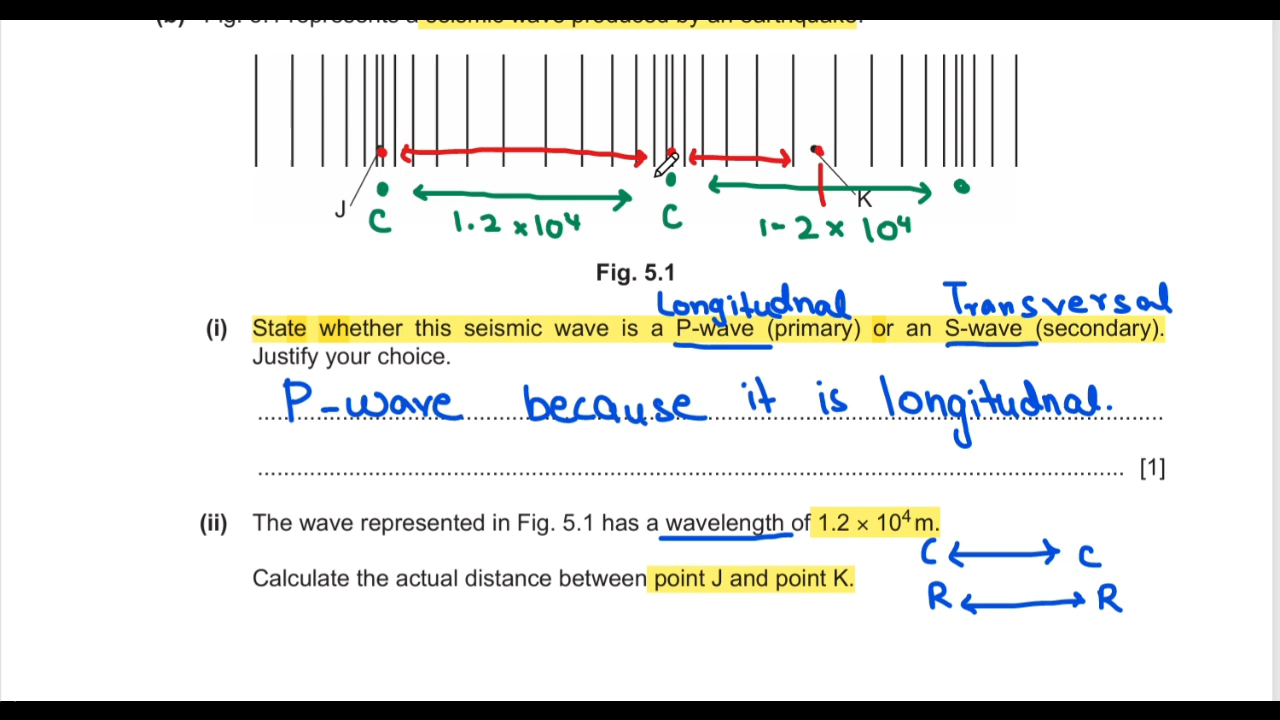 (b) Fig. 5.1 represents a seismic wave produced by an earthquake.
J
K
C
1.2 × 10⁴
C
1-2 × 10⁴
Fig. 5.1
Longitudnal Transversal
(i) State whether this seismic wave is a P-wave (primary) or an S-wave (secondary).
Justify your choice.
P-wave because it is longitudnal.
[1]
(ii) The wave represented in Fig. 5.1 has a wavelength of 1.2 × 10⁴ m.
C C
Calculate the actual distance between point J and point K.
R R